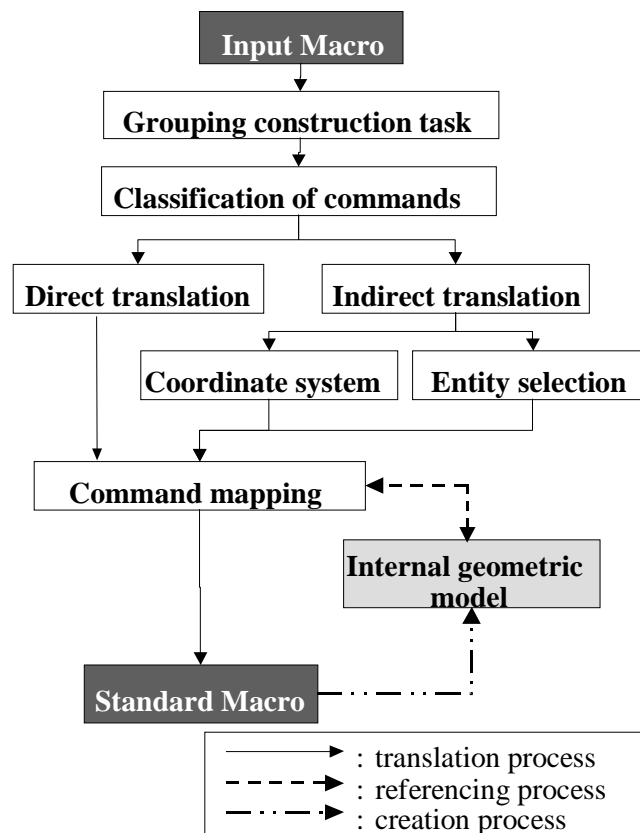 Input Macro
Grouping construction task
Classification of commands
Direct translation
Indirect translation
Coordinate system
Entity selection
Command mapping
Internal geometric
model
Standard Macro
: translation process
: referencing process
: creation process